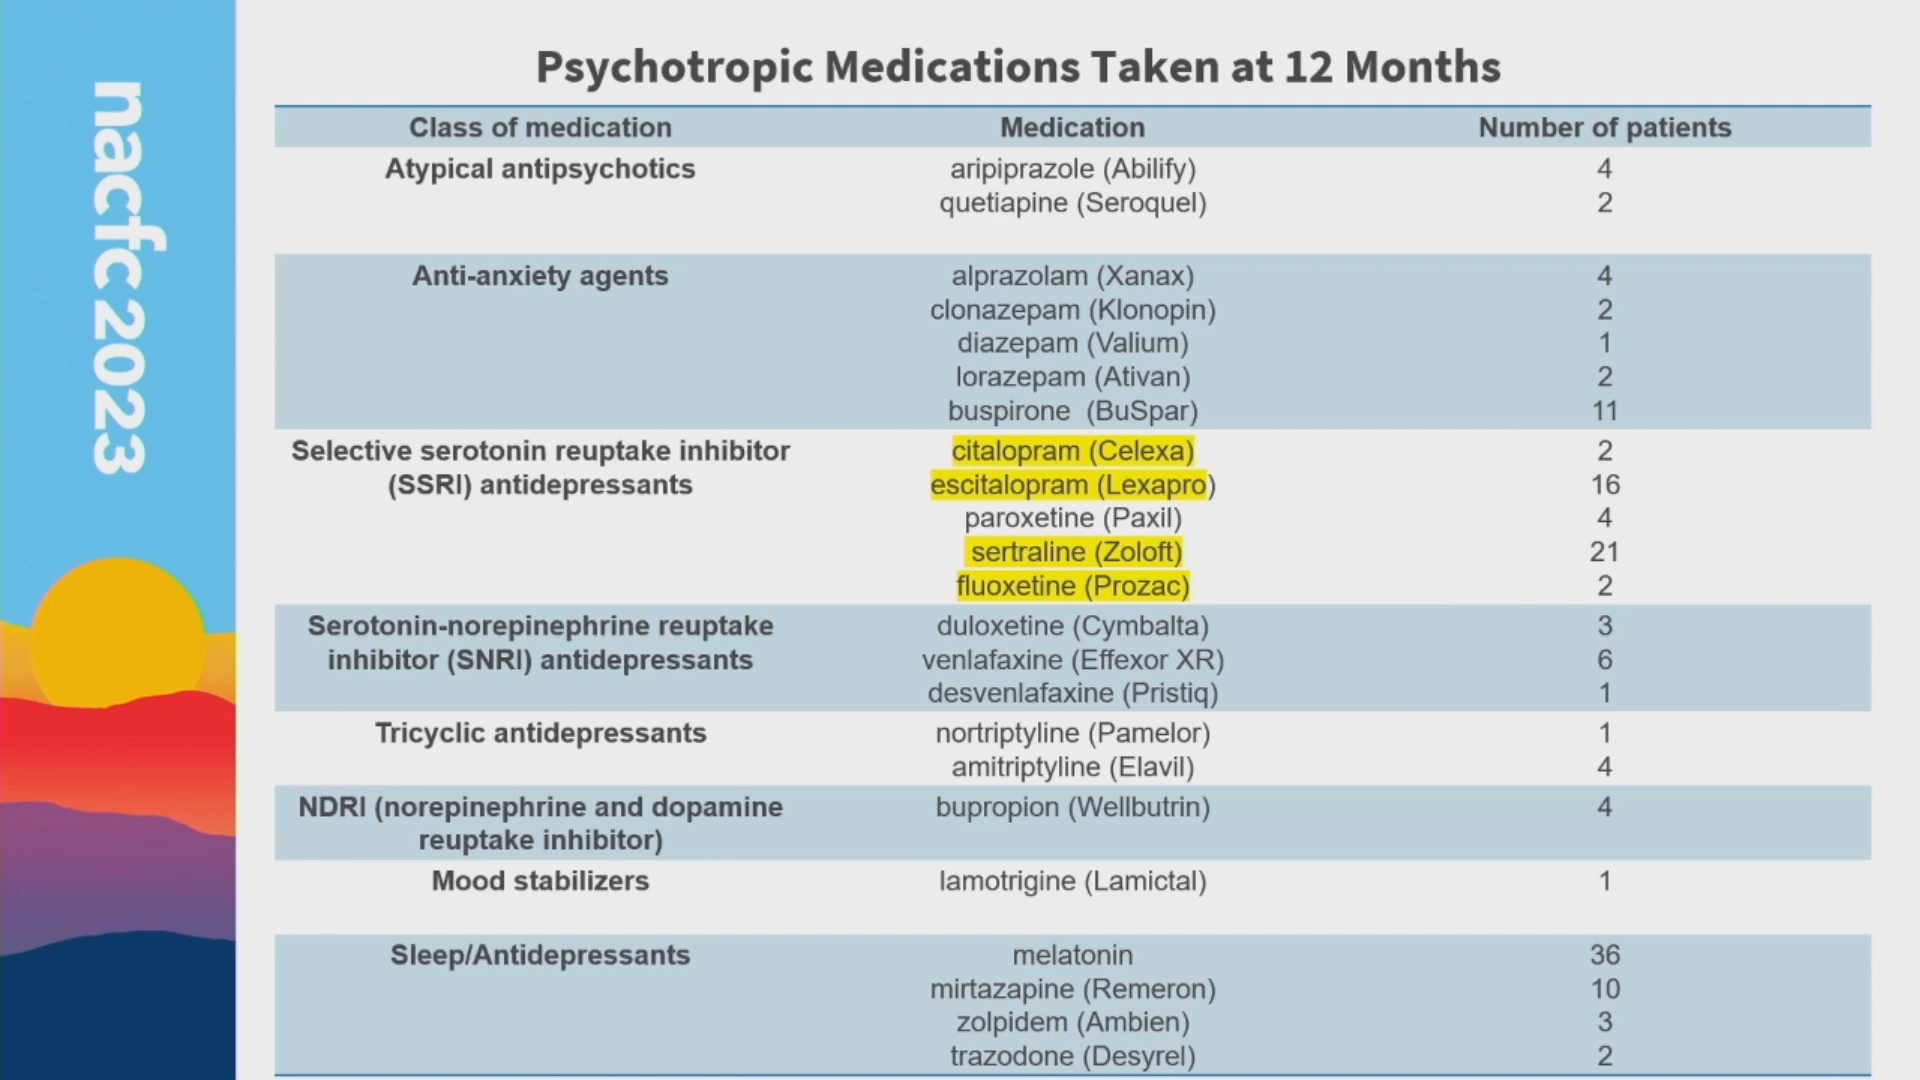 nacfc 2023
Psychotropic Medications Taken at 12 Months
Class of medication Medication Number of patients
Atypical antipsychotics aripiprazole (Abilify) 4
quetiapine (Seroquel) 2
Anti-anxiety agents alprazolam (Xanax) 4
clonazepam (Klonopin) 2
diazepam (Valium) 1
lorazepam (Ativan) 2
buspirone (BuSpar) 11
Selective serotonin reuptake inhibitor citalopram (Celexa) 2
(SSRI) antidepressants escitalopram (Lexapro) 16
paroxetine (Paxil) 4
sertraline (Zoloft) 21
fluoxetine (Prozac) 2
Serotonin-norepinephrine reuptake duloxetine (Cymbalta) 3
inhibitor (SNRI) antidepressants venlafaxine (Effexor XR) 6
desvenlafaxine (Pristiq) 1
Tricyclic antidepressants nortriptyline (Pamelor) 1
amitriptyline (Elavil) 4
NDRI (norepinephrine and dopamine bupropion (Wellbutrin) 4
reuptake inhibitor)
Mood stabilizers lamotrigine (Lamictal) 1
Sleep/Antidepressants melatonin 36
mirtazapine (Remeron) 10
zolpidem (Ambien) 3
trazodone (Desyrel) 2